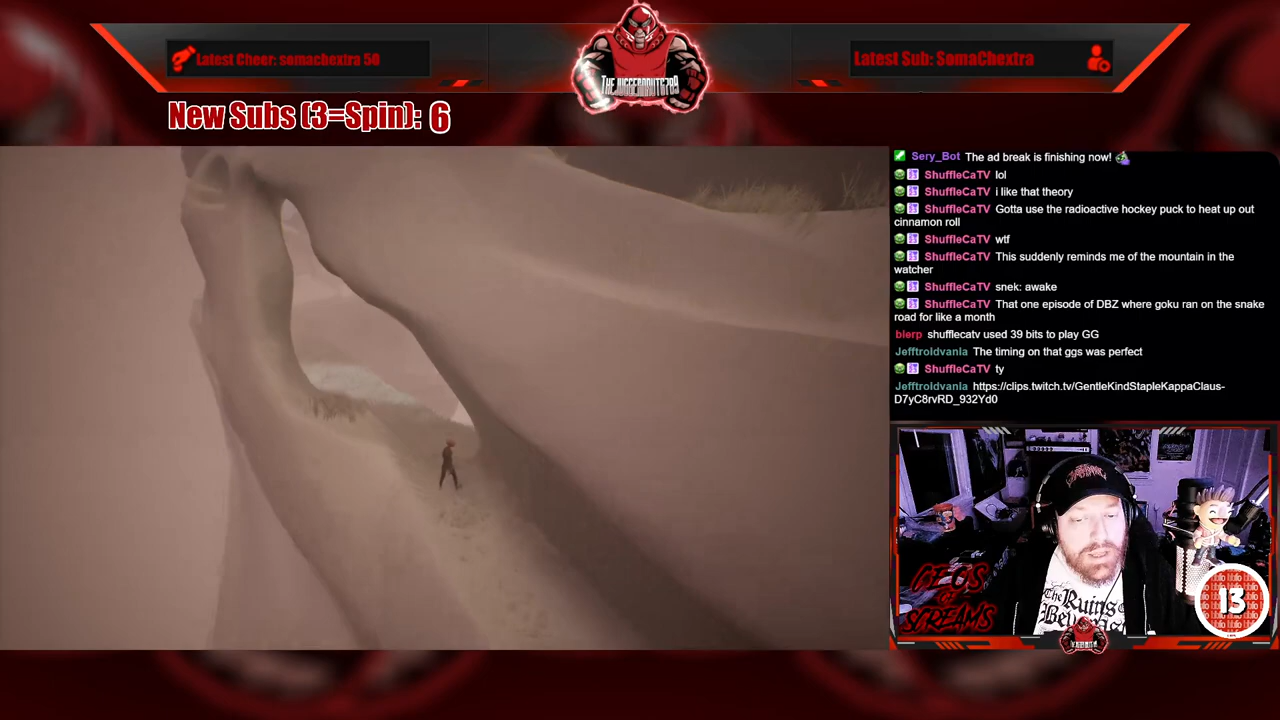 Latest Cheer: somachextra 50
THEJUGGERNAUT6789
Latest Sub: SomaChextra
New Subs (3=Spin): 6
Sery_Bot The ad break is finishing now!
ShuffleCaTV lol
ShuffleCaTV i like that theory
ShuffleCaTV Gotta use the radioactive hockey puck to heat up out
cinnamon roll
ShuffleCaTV wtf
ShuffleCaTV This suddenly reminds me of the mountain in the
watcher
ShuffleCaTV snek: awake
ShuffleCaTV That one episode of DBZ where goku ran on the snake
road for like a month
blerp shufflecatv used 39 bits to play GG
Jefftroldvania The timing on that ggs was perfect
ShuffleCaTV ty
Jefftroldvania https://clips.twitch.tv/GentleKindStapleKappaClaus-
D7yC8rvRD_932Yd0
The Ruins
SCREAMS
13